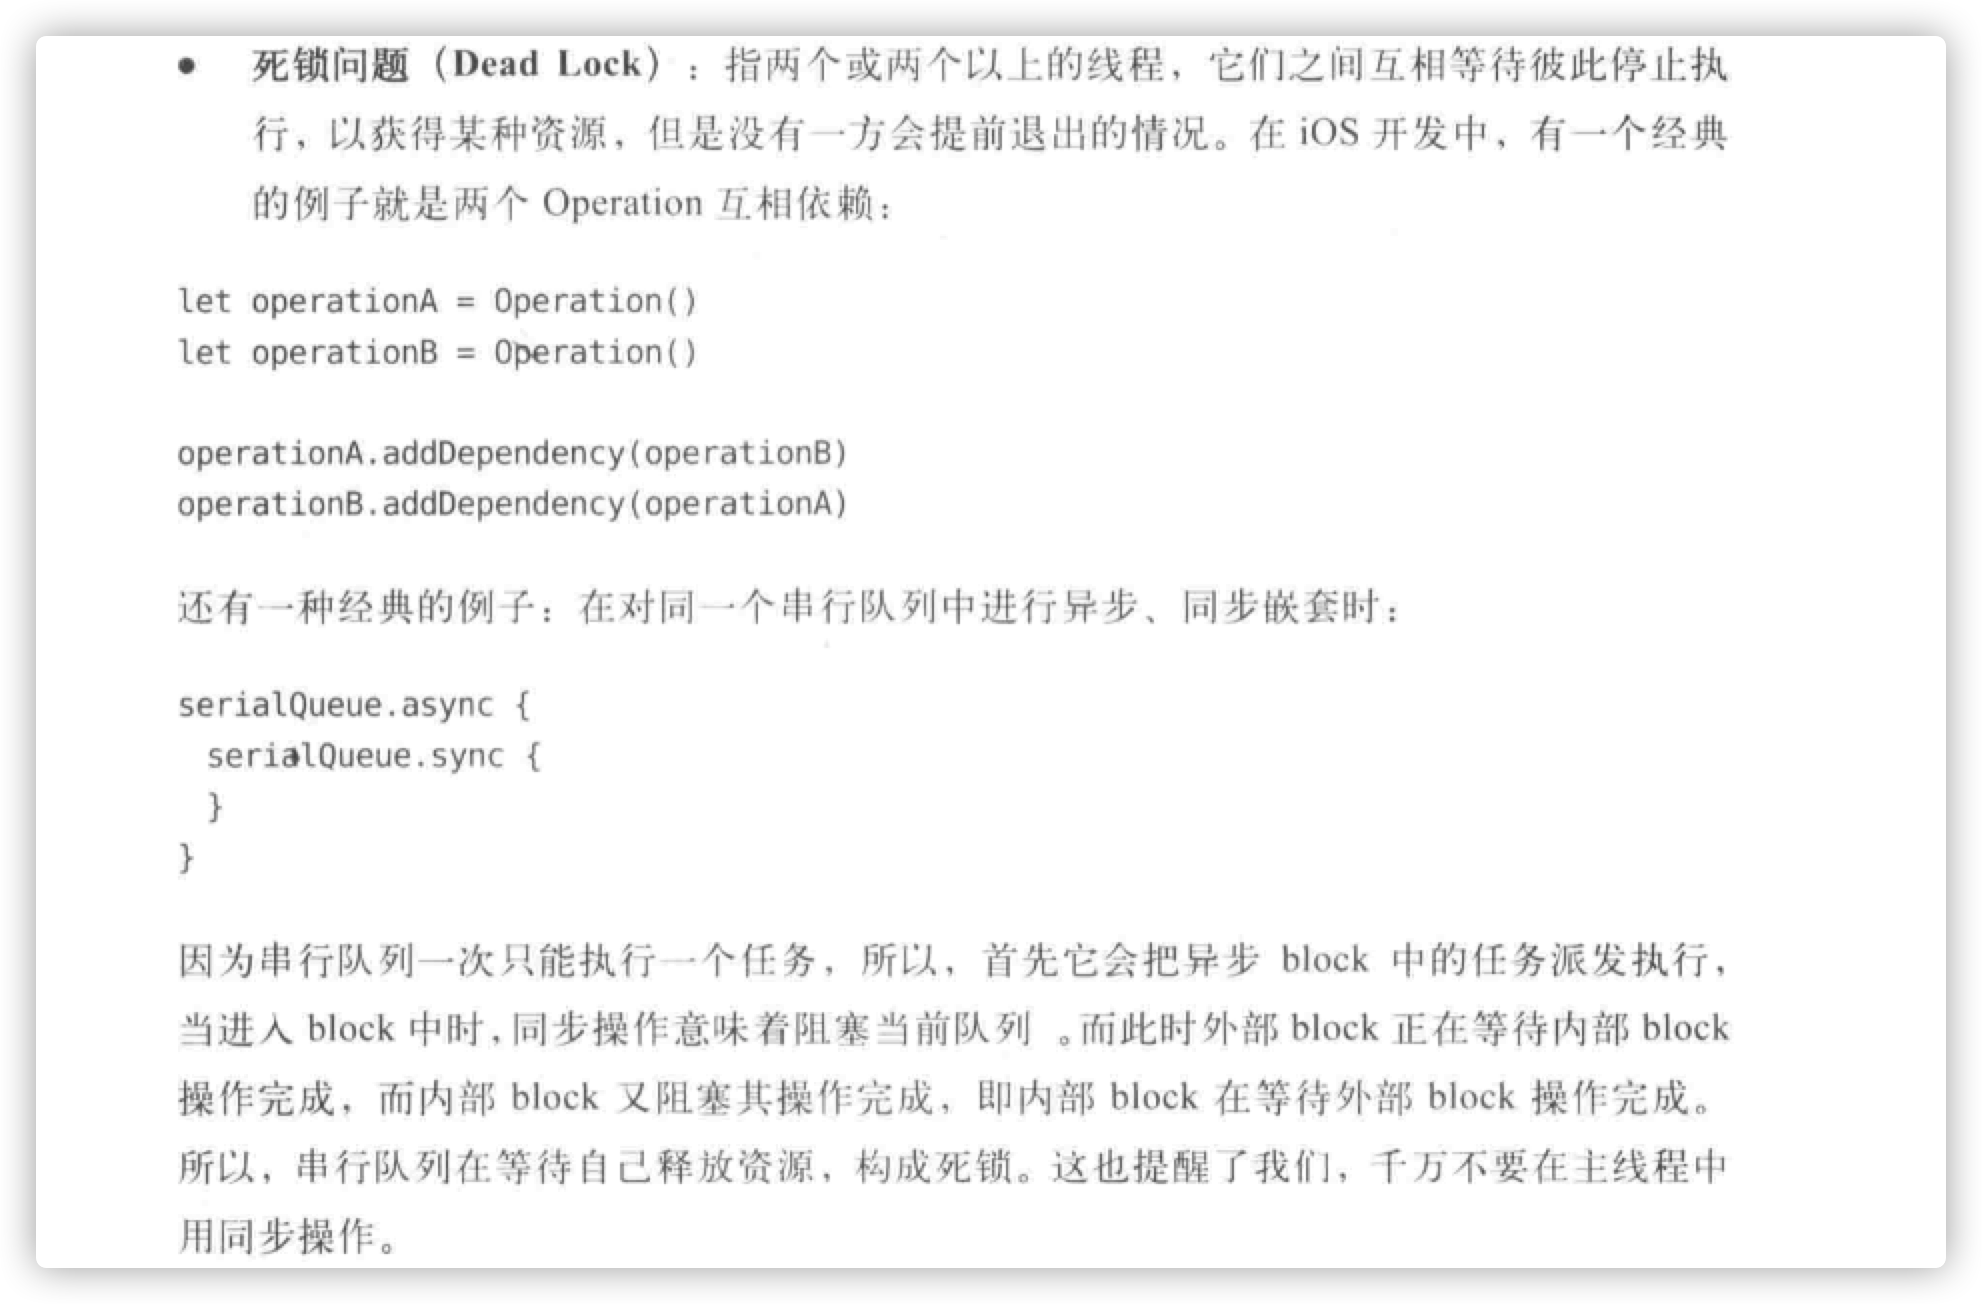 • 死锁问题（Dead Lock）：指两个或两个以上的线程，它们之间互相等待彼此停止执
行，以获得某种资源，但是没有一方会提前退出的情况。在 iOS 开发中，有一个经典
的例子就是两个 Operation 互相依赖：
let operationA = Operation()
let operationB = Operation()
operationA.addDependency(operationB)
operationB.addDependency(operationA)
还有一种经典的例子：在对同一个串行队列中进行异步、同步嵌套时：
serialQueue.async {
  serialQueue.sync {
  }
}
因为串行队列一次只能执行一个任务，所以，首先它会把异步 block 中的任务派发执行，
当进入 block 中时，同步操作意味着阻塞当前队列 。而此时外部 block 正在等待内部 block
操作完成，而内部 block 又阻塞其操作完成，即内部 block 在等待外部 block 操作完成。
所以，串行队列在等待自己释放资源，构成死锁。这也提醒了我们，千万不要在主线程中
用同步操作。